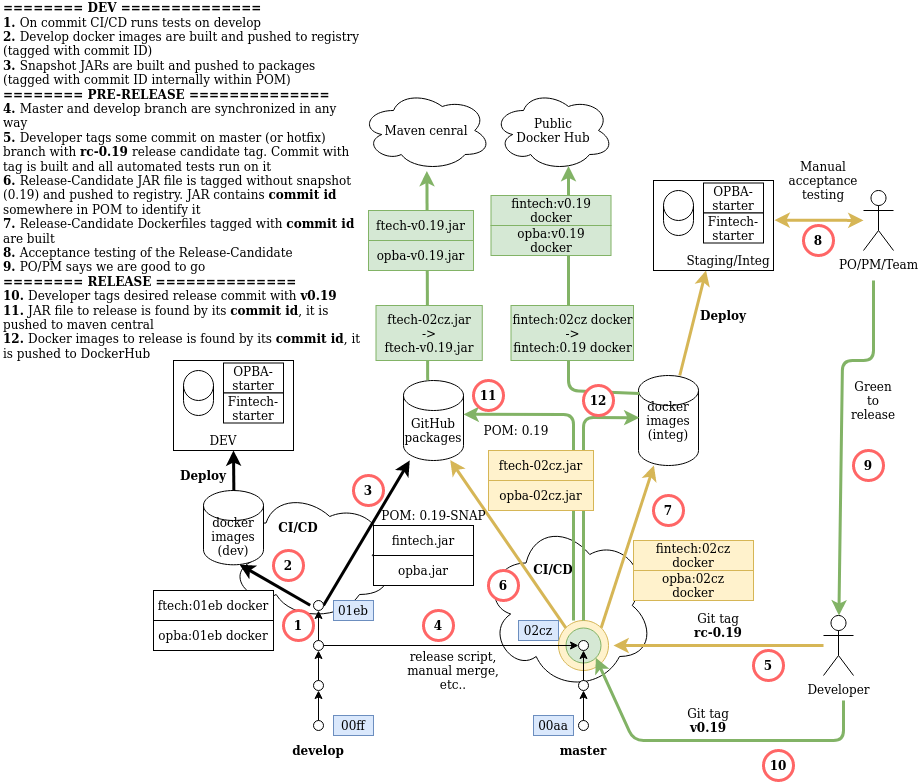 ======== DEV ==============
1. On commit CI/CD runs tests on develop
2. Develop docker images are built and pushed to registry
(tagged with commit ID)
3. Snapshot JARs are built and pushed to packages
(tagged with commit ID internally within POM)
======== PRE-RELEASE ==============
4. Master and develop branch are synchronized in any
way
5. Developer tags some commit on master (or hotfix)
branch with rc-0.19 release candidate tag. Commit with
tag is built and all automated tests run on it
6. Release-Candidate JAR file is tagged without snapshot
(0.19) and pushed to registry. JAR contains commit id
somewhere in POM to identify it
7. Release-Candidate Dockerfiles tagged with commit id
are built
8. Acceptance testing of the Release-Candidate
9. PO/PM says we are good to go
======== RELEASE ==============
10. Developer tags desired release commit with v0.19
11. JAR file to release is found by its commit id, it is
pushed to maven central
12. Docker images to release is found by its commit id, it
is pushed to DockerHub
Maven cenral
Public
Docker Hub
ftech-v0.19.jar
opba-v0.19.jar
fintech:v0.19
docker
opba:v0.19
docker
OPBA-
starter
Fintech-
starter
Staging/Integ
Manual
acceptance
testing
8
PO/PM/Team
ftech-02cz.jar
->
ftech-v0.19.jar
fintech:02cz docker
->
fintech:0.19 docker
Deploy
OPBA-
starter
Fintech-
starter
DEV
GitHub
packages
11
12
docker
images
(integ)
POM: 0.19
Green
to
release
9
Deploy
ftech-02cz.jar
opba-02cz.jar
3
7
docker
images
(dev)
CI/CD
POM: 0.19-SNAP
fintech.jar
opba.jar
2
6
CI/CD
fintech:02cz
docker
opba:02cz
docker
ftech:01eb docker
opba:01eb docker
1
01eb
4
02cz
release script,
manual merge,
etc..
Git tag
rc-0.19
5
Developer
00ff
develop
00aa
master
Git tag
v0.19
10